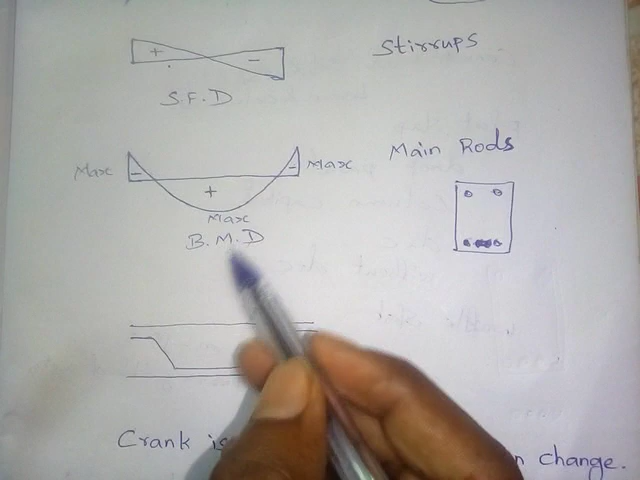 + -
Stirrups
S.F.D
Main Rods
Max - - Max
+
Max
B.M.D
Crank is
change.